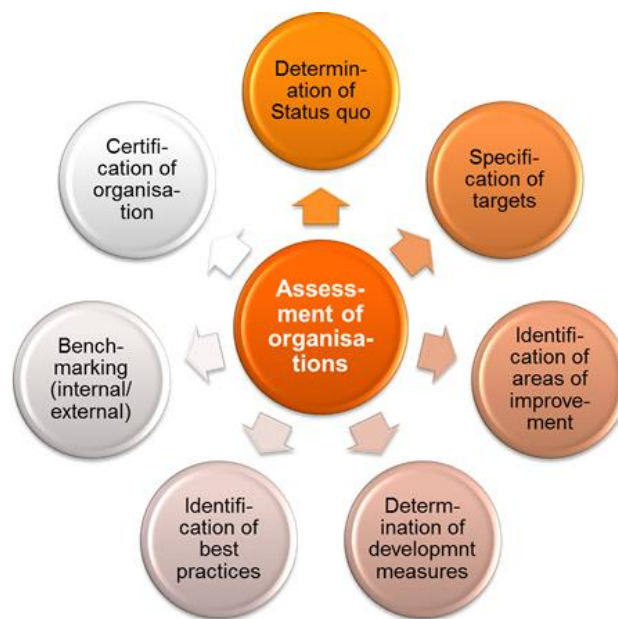 Determin-
ation of
Status quo
Specifi-
cation of
targets
Identifi-
cation of
areas of
improve-
ment
Determ-
ination of
developmnt
measures
Identifi-
cation of
best
practices
Bench-
marking
(internal/
external)
Certifi-
cation of
organisa-
tion
Assess-
ment of
organisa-
tions